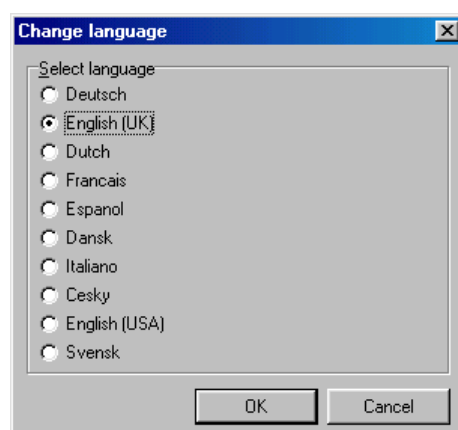 Change language
Select language
Deutsch
English (UK)
Dutch
Francais
Espanol
Dansk
Italiano
Cesky
English (USA)
Svensk
OK Cancel